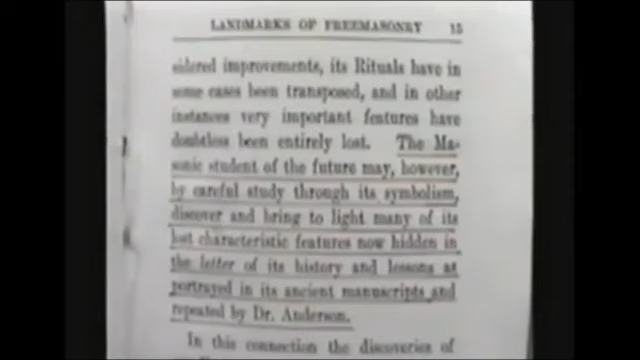 LANDMARKS OF FREEMASONRY 15
sidered improvements, its Rituals have in
some cases been transposed, and in other
instances very important features have
doubtless been entirely lost. The Ma-
sonic student of the future may, however,
by careful study through its symbolism,
discover and bring to light many of its
lost characteristic features now hidden in
the letter of its history and lessons as
portrayed in its ancient manuscripts and
repeated by Dr. Anderson.
In this connection the discoveries of